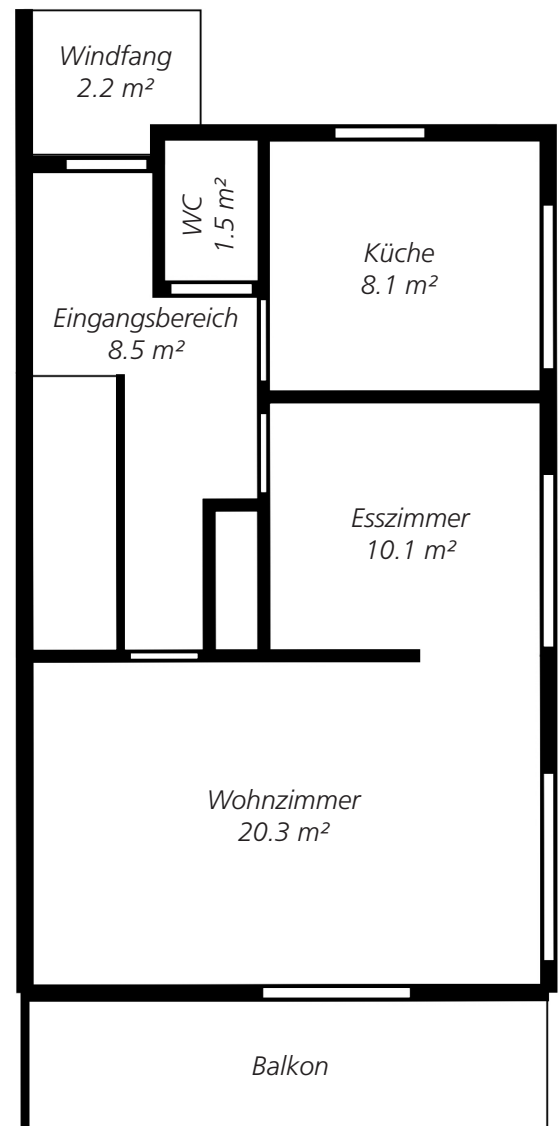 Windfang
2.2 m²
WC
1.5 m²
Küche
8.1 m²
Eingangsbereich
8.5 m²
Esszimmer
10.1 m²
Wohnzimmer
20.3 m²
Balkon